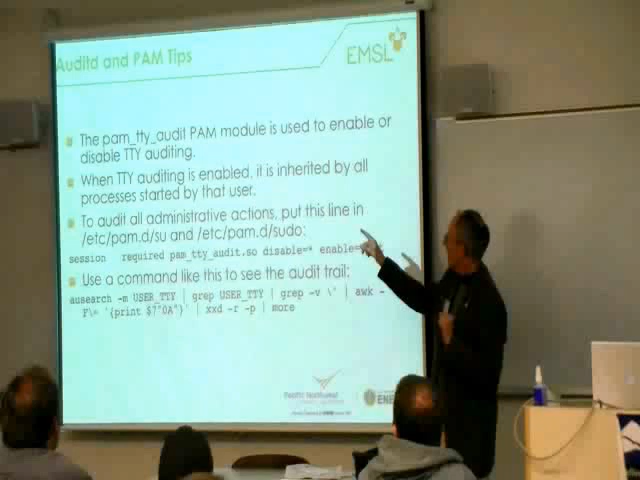 Auditd and PAM Tips
EMSL
The pam_tty_audit PAM module is used to enable or
disable TTY auditing.
When TTY auditing is enabled, it is inherited by all
processes started by that user.
To audit all administrative actions, put this line in
/etc/pam.d/su and /etc/pam.d/sudo:
session required pam_tty_audit.so disable=* enable=
Use a command like this to see the audit trail:
ausearch -m USER_TTY | grep USER_TTY | grep -v \' | awk -
F\= '{print $7"0A"}' | xxd -r -p | more
Pacific Northwest